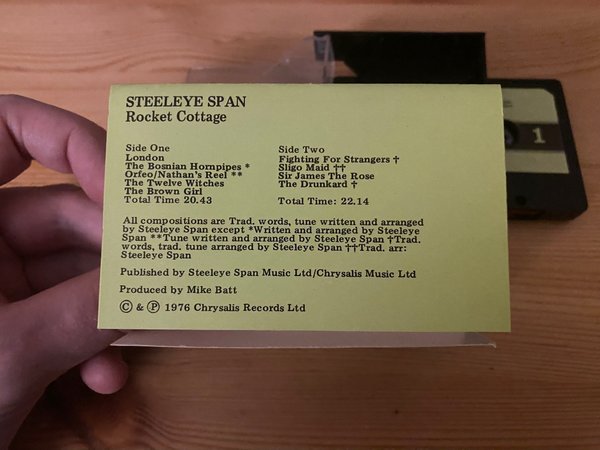 STEELEYE SPAN
Rocket Cottage
Side One
London
The Bosnian Hornpipes *
Orfeo/Nathan's Reel **
The Twelve Witches
The Brown Girl
Total Time 20.43
Side Two
Fighting For Strangers †
Sligo Maid ††
Sir James The Rose
The Drunkard †
Total Time: 22.14
All compositions are Trad. words, tune written and arranged
by Steeleye Span except *Written and arranged by Steeleye
Span **Tune written and arranged by Steeleye Span †Trad.
words, trad. tune arranged by Steeleye Span ††Trad. arr:
Steeleye Span
Published by Steeleye Span Music Ltd/Chrysalis Music Ltd
Produced by Mike Batt
© & ℗ 1976 Chrysalis Records Ltd
1